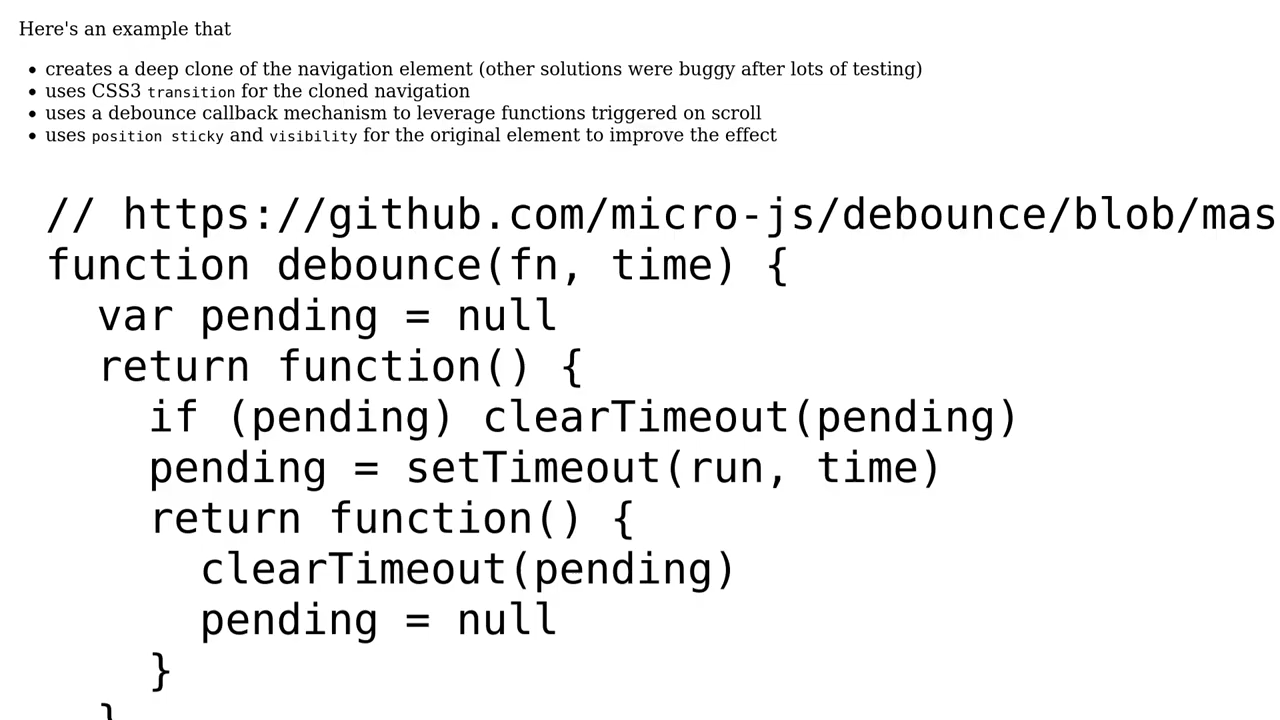 Here's an example that
• creates a deep clone of the navigation element (other solutions were buggy after lots of testing)
• uses CSS3 transition for the cloned navigation
• uses a debounce callback mechanism to leverage functions triggered on scroll
• uses position sticky and visibility for the original element to improve the effect
// https://github.com/micro-js/debounce/blob/mas
function debounce(fn, time) {
  var pending = null
  return function() {
    if (pending) clearTimeout(pending)
    pending = setTimeout(run, time)
    return function() {
      clearTimeout(pending)
      pending = null
    }
  }